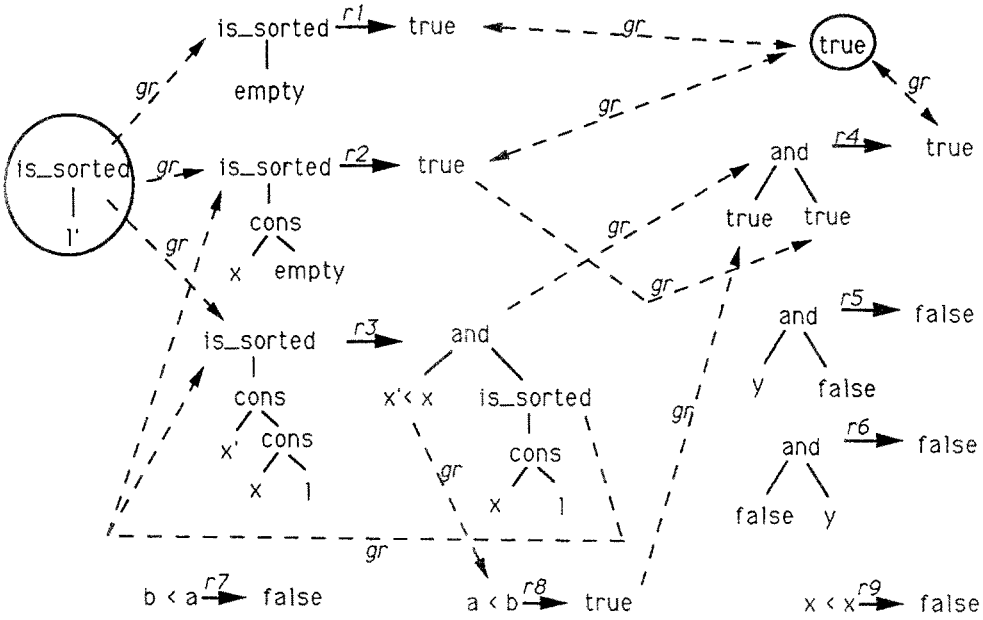 is_sorted r1 true gr true
gr empty gr gr
is_sorted gr is_sorted r2 true and r4 true
l' cons true true
gr x empty gr gr
is_sorted r3 and and r5 false
cons x'< x is_sorted y false
x' cons cons gr and r6 false
x l gr x l false y
gr
b < a r7 false a < b r8 true x < x r9 false